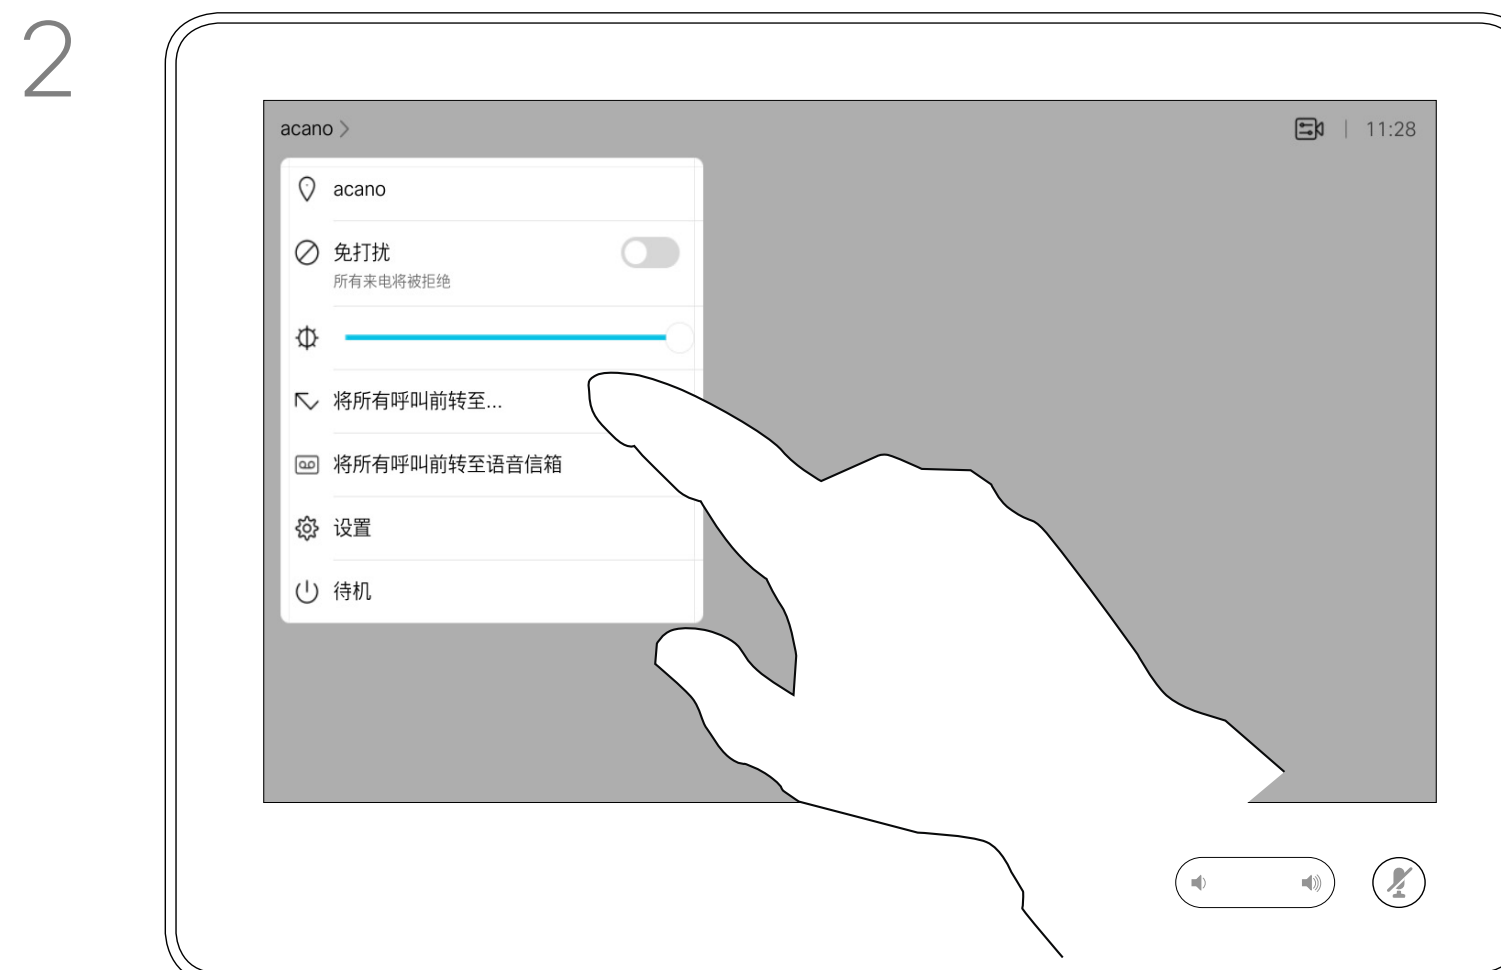 2
acano
11:28
acano
免打扰
所有来电将被拒绝
将所有呼叫前转至...
将所有呼叫前转至语音信箱
设置
待机